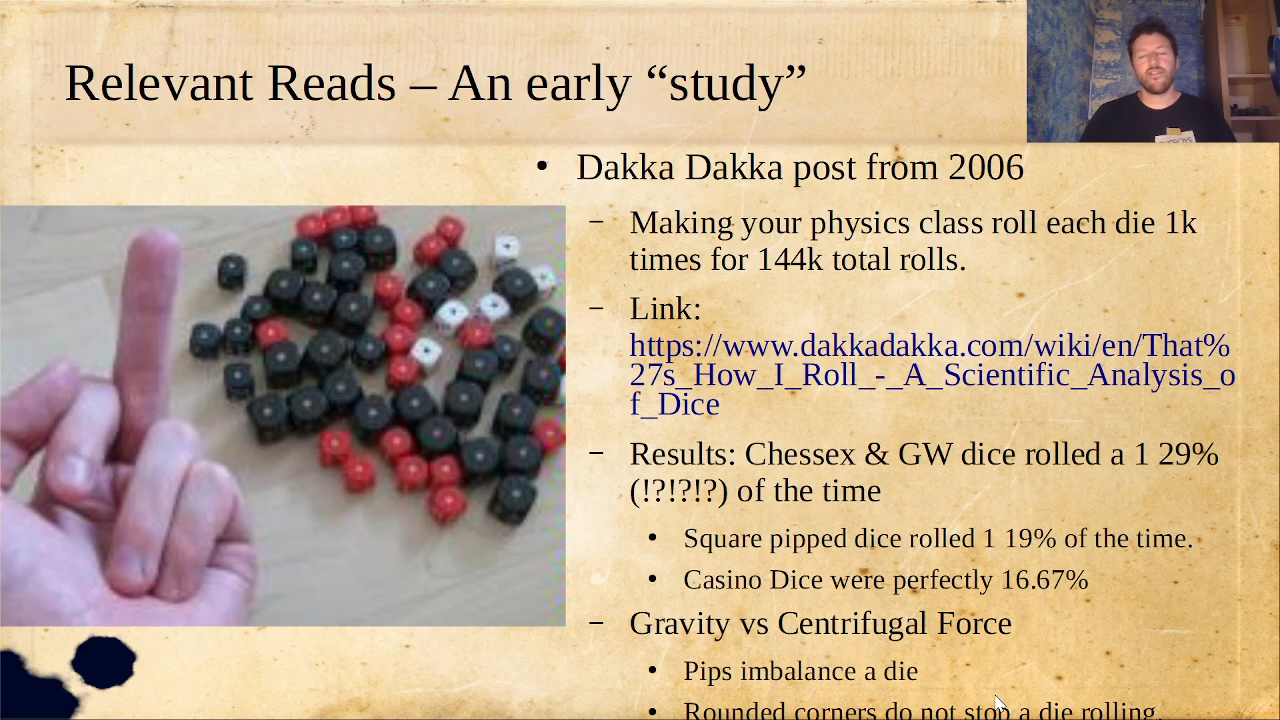 Relevant Reads – An early “study”
• Dakka Dakka post from 2006
– Making your physics class roll each die 1k
times for 144k total rolls.
– Link:
https://www.dakkadakka.com/wiki/en/That%
27s_How_I_Roll_-_A_Scientific_Analysis_o
f_Dice
– Results: Chessex & GW dice rolled a 1 29%
(!?!?!?) of the time
• Square pipped dice rolled 1 19% of the time.
• Casino Dice were perfectly 16.67%
– Gravity vs Centrifugal Force
• Pips imbalance a die
• Rounded corners do not stop a die rolling